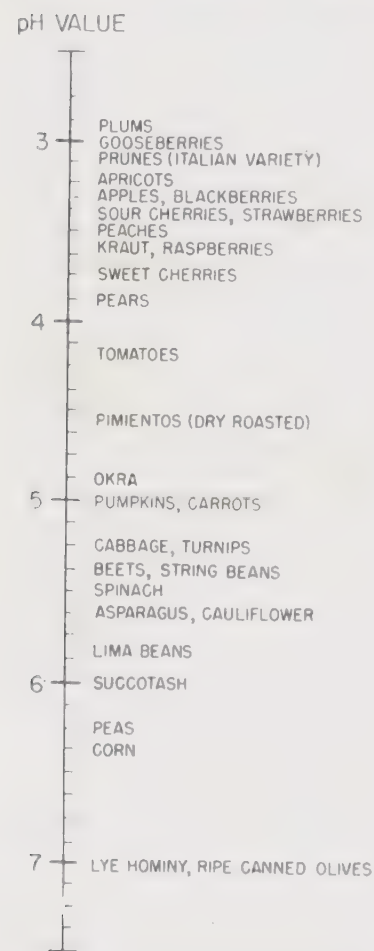 pH VALUE
PLUMS
3 GOOSEBERRIES
PRUNES (ITALIAN VARIETY)
APRICOTS
APPLES, BLACKBERRIES
SOUR CHERRIES, STRAWBERRIES
PEACHES
KRAUT, RASPBERRIES
SWEET CHERRIES
PEARS
4
TOMATOES
PIMIENTOS (DRY ROASTED)
OKRA
5 PUMPKINS, CARROTS
CABBAGE, TURNIPS
BEETS, STRING BEANS
SPINACH
ASPARAGUS, CAULIFLOWER
LIMA BEANS
6 SUCCOTASH
PEAS
CORN
7 LYE HOMINY, RIPE CANNED OLIVES